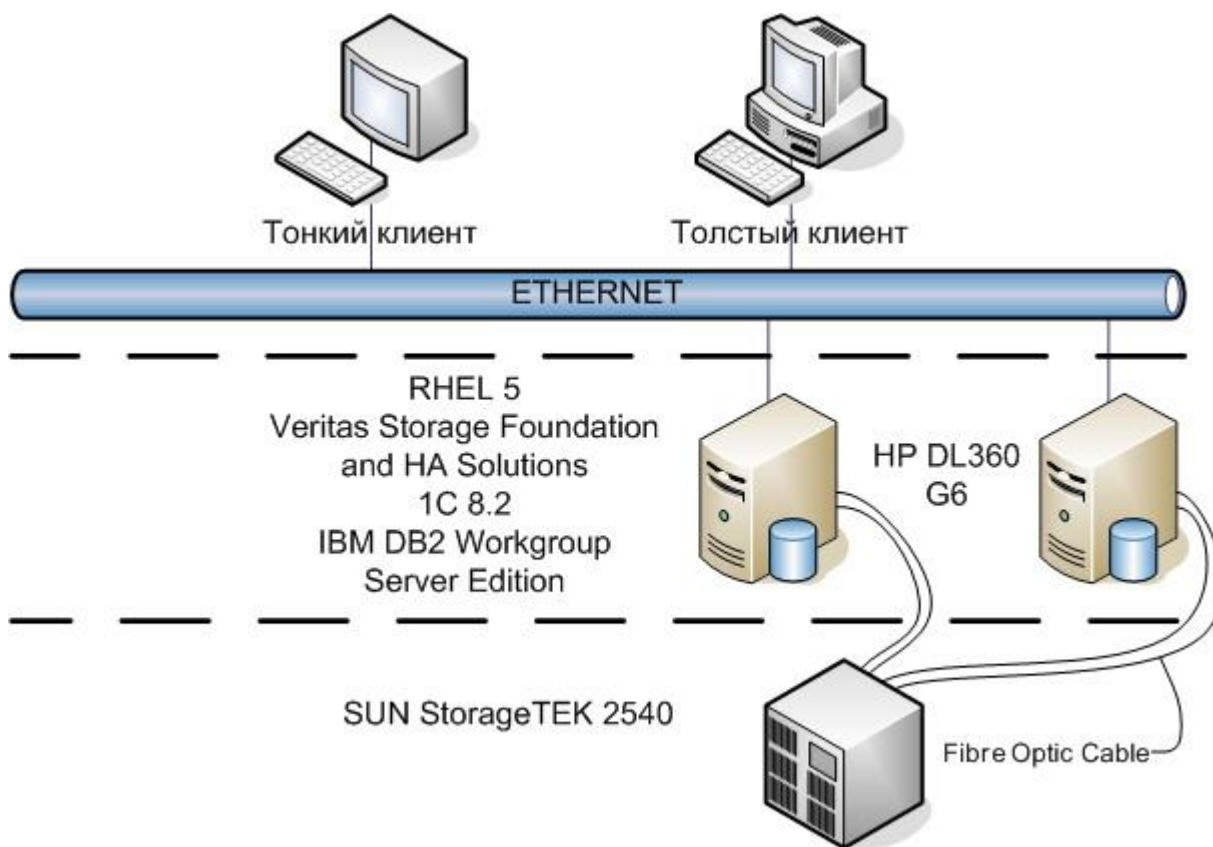 Тонкий клиент
Толстый клиент
ETHERNET
RHEL 5
Veritas Storage Foundation
and HA Solutions
1C 8.2
IBM DB2 Workgroup
Server Edition
HP DL360
G6
SUN StorageTEK 2540
Fibre Optic Cable